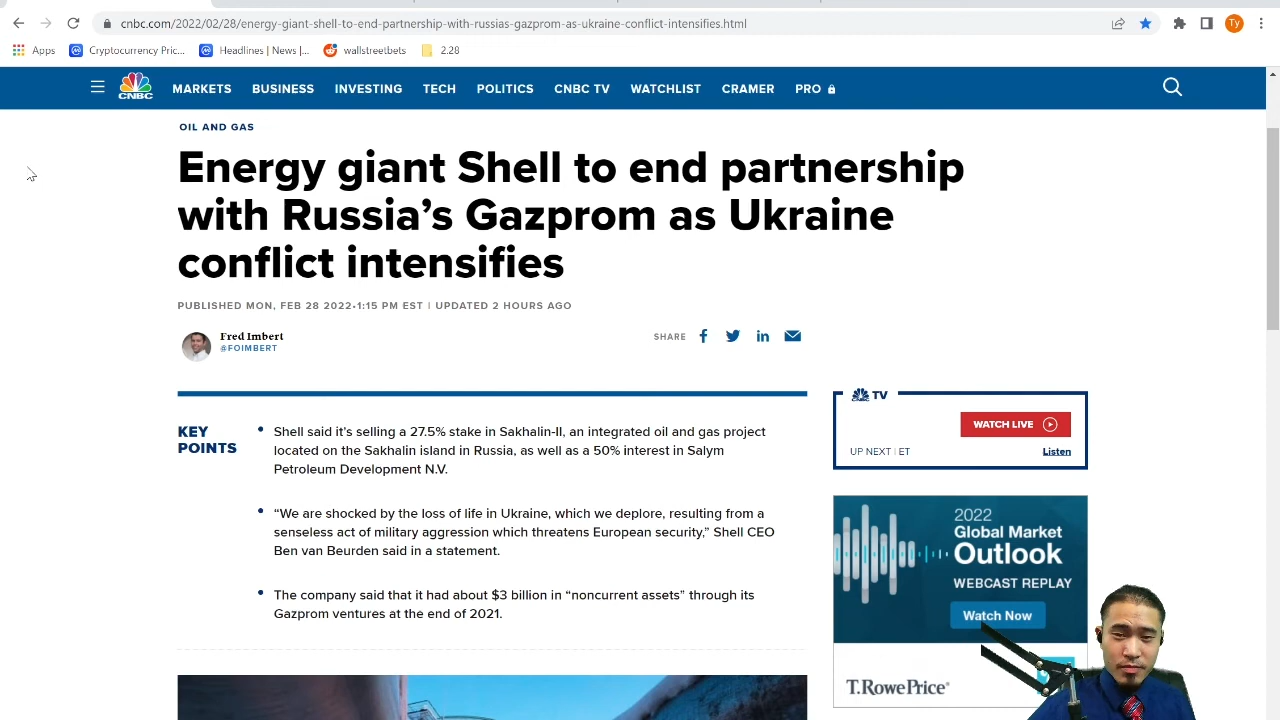 cnbc.com/2022/02/28/energy-giant-shell-to-end-partnership-with-russias-gazprom-as-ukraine-conflict-intensifies.html
Ty
Apps
Cryptocurrency Pric...
Headlines | News |...
wallstreetbets
2.28
CNBC
MARKETS BUSINESS INVESTING TECH POLITICS CNBC TV WATCHLIST CRAMER PRO
OIL AND GAS
Energy giant Shell to end partnership
with Russia’s Gazprom as Ukraine
conflict intensifies
PUBLISHED MON, FEB 28 2022•1:15 PM EST | UPDATED 2 HOURS AGO
Fred Imbert
@FOIMBERT
SHARE
KEY
POINTS
Shell said it’s selling a 27.5% stake in Sakhalin-II, an integrated oil and gas project
located on the Sakhalin island in Russia, as well as a 50% interest in Salym
Petroleum Development N.V.
“We are shocked by the loss of life in Ukraine, which we deplore, resulting from a
senseless act of military aggression which threatens European security,” Shell CEO
Ben van Beurden said in a statement.
The company said that it had about $3 billion in “noncurrent assets” through its
Gazprom ventures at the end of 2021.
TV
WATCH LIVE
UP NEXT | ET
Listen
2022
Global Market
Outlook
WEBCAST REPLAY
Watch Now
T.RowePrice